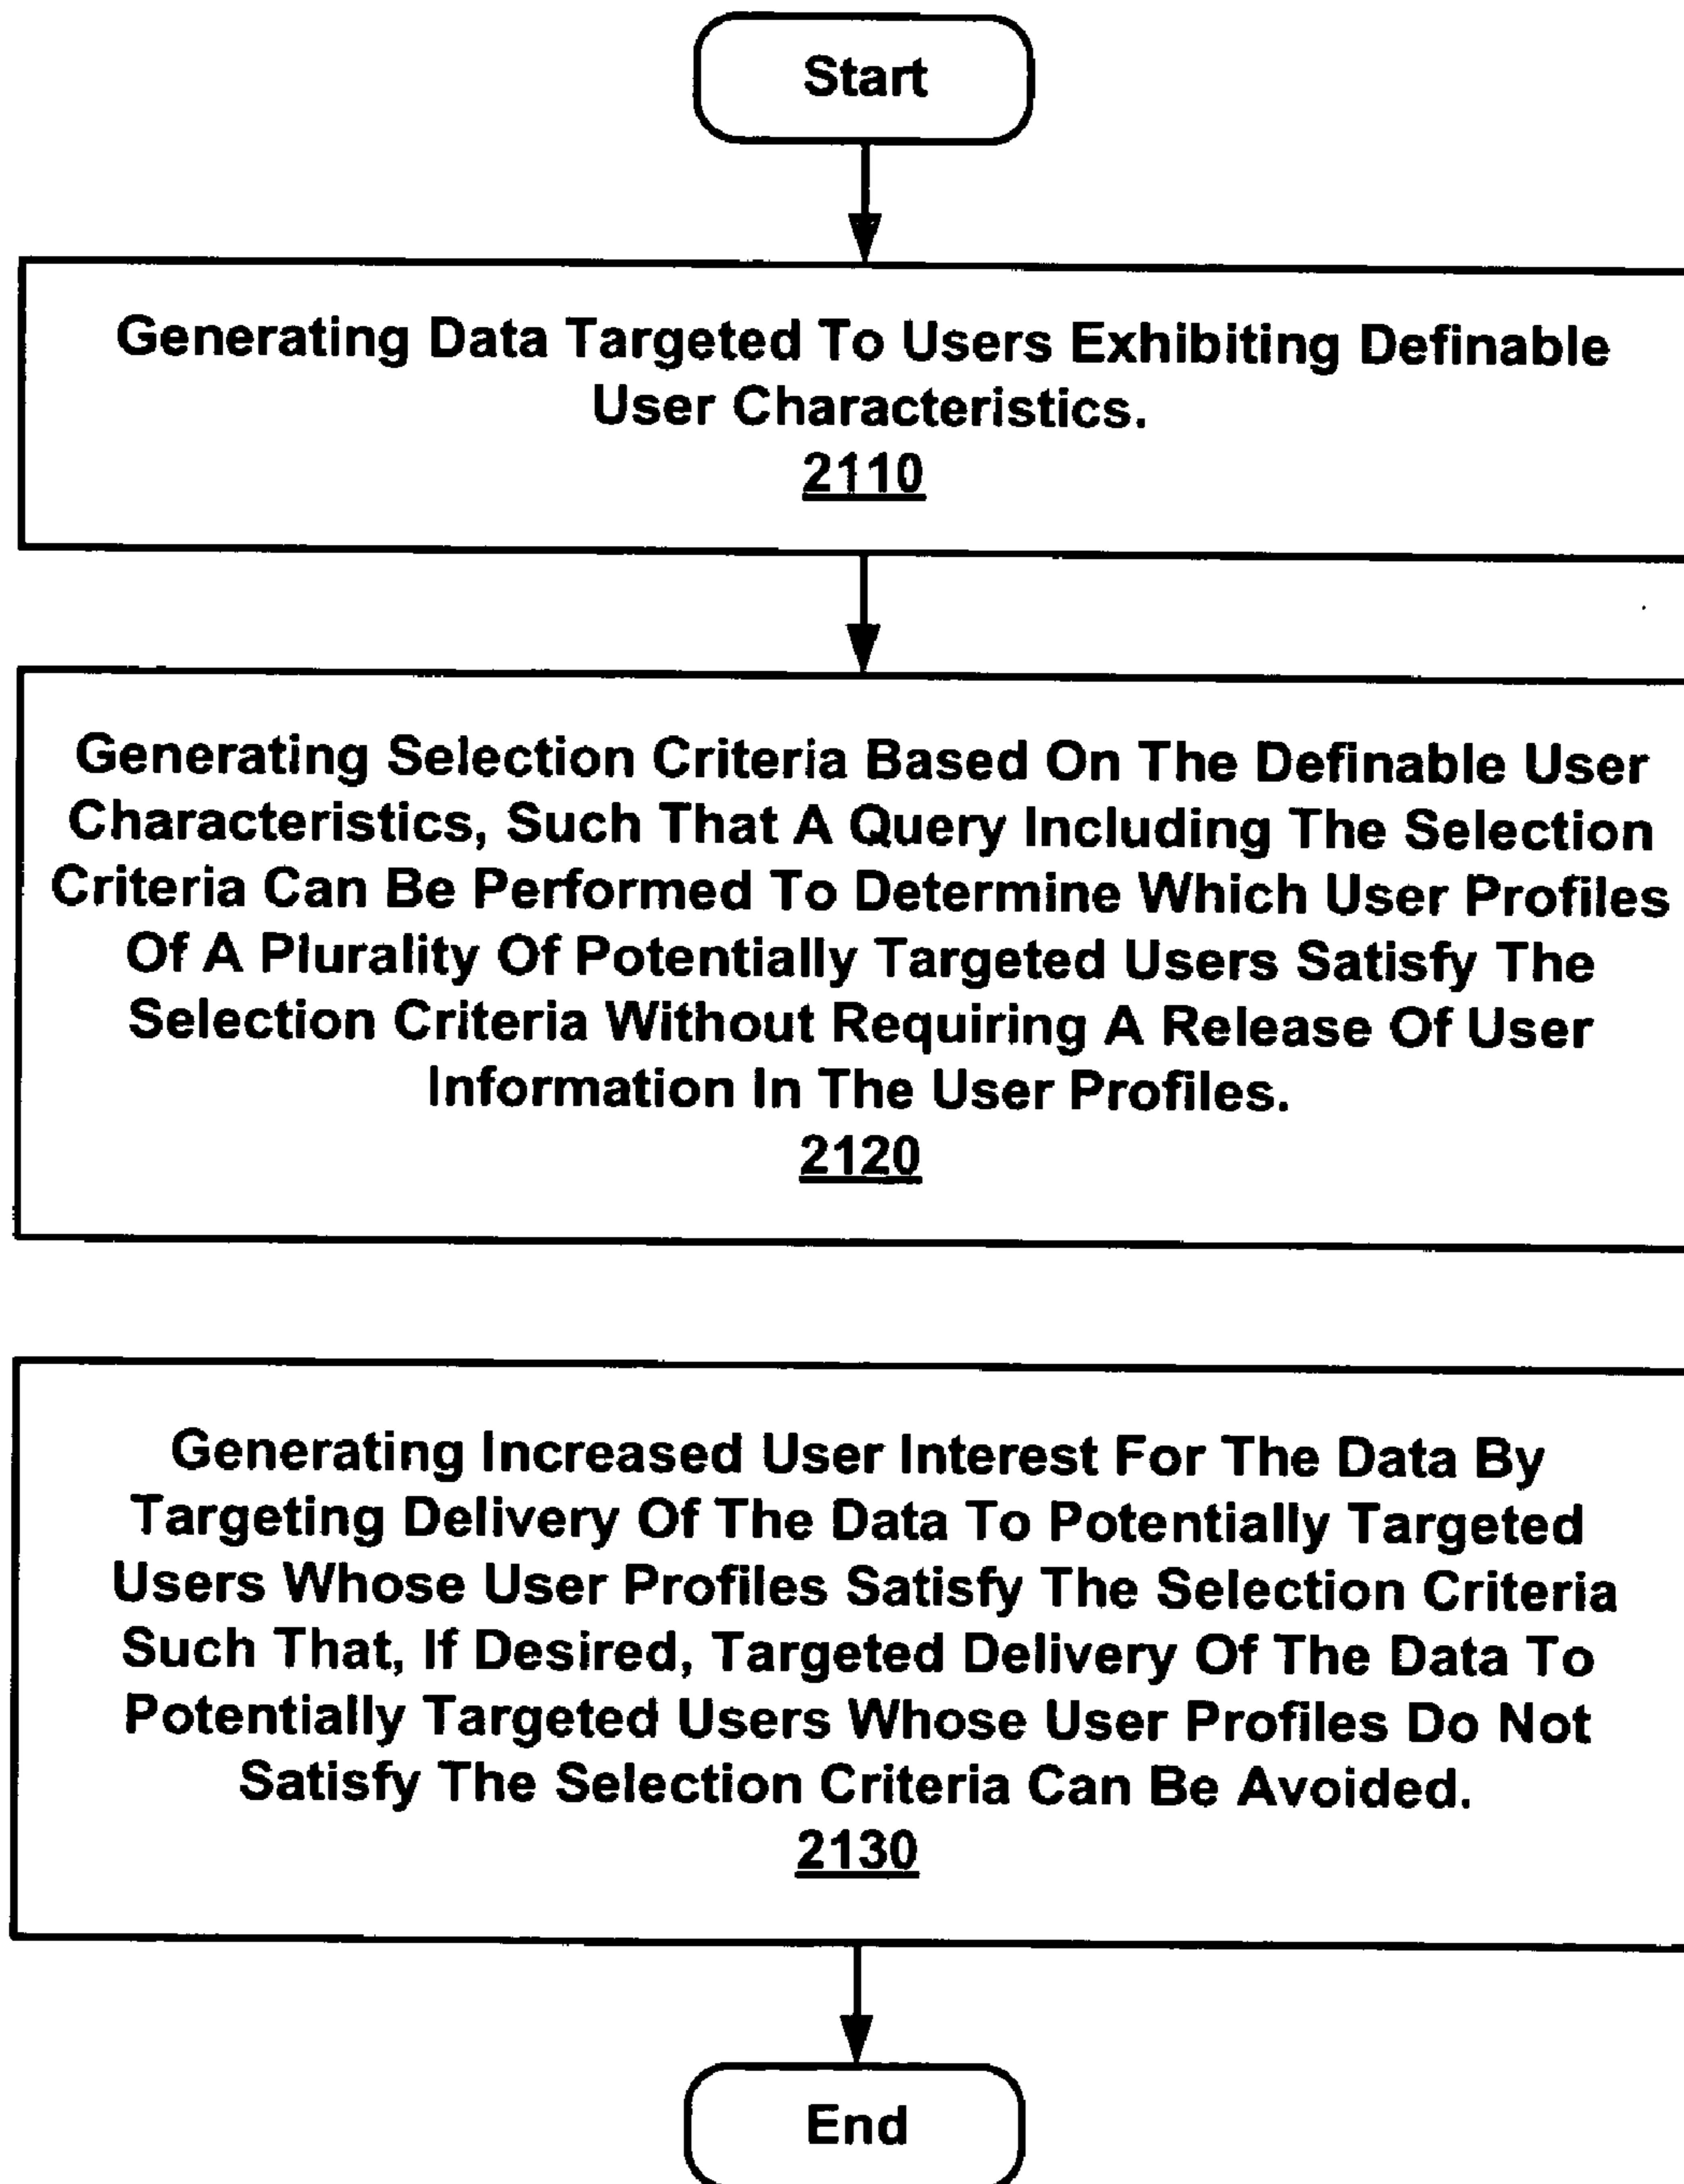 Start
Generating Data Targeted To Users Exhibiting Definable
User Characteristics.
2110
Generating Selection Criteria Based On The Definable User
Characteristics, Such That A Query Including The Selection
Criteria Can Be Performed To Determine Which User Profiles
Of A Plurality Of Potentially Targeted Users Satisfy The
Selection Criteria Without Requiring A Release Of User
Information In The User Profiles.
2120
Generating Increased User Interest For The Data By
Targeting Delivery Of The Data To Potentially Targeted
Users Whose User Profiles Satisfy The Selection Criteria
Such That, If Desired, Targeted Delivery Of The Data To
Potentially Targeted Users Whose User Profiles Do Not
Satisfy The Selection Criteria Can Be Avoided.
2130
End